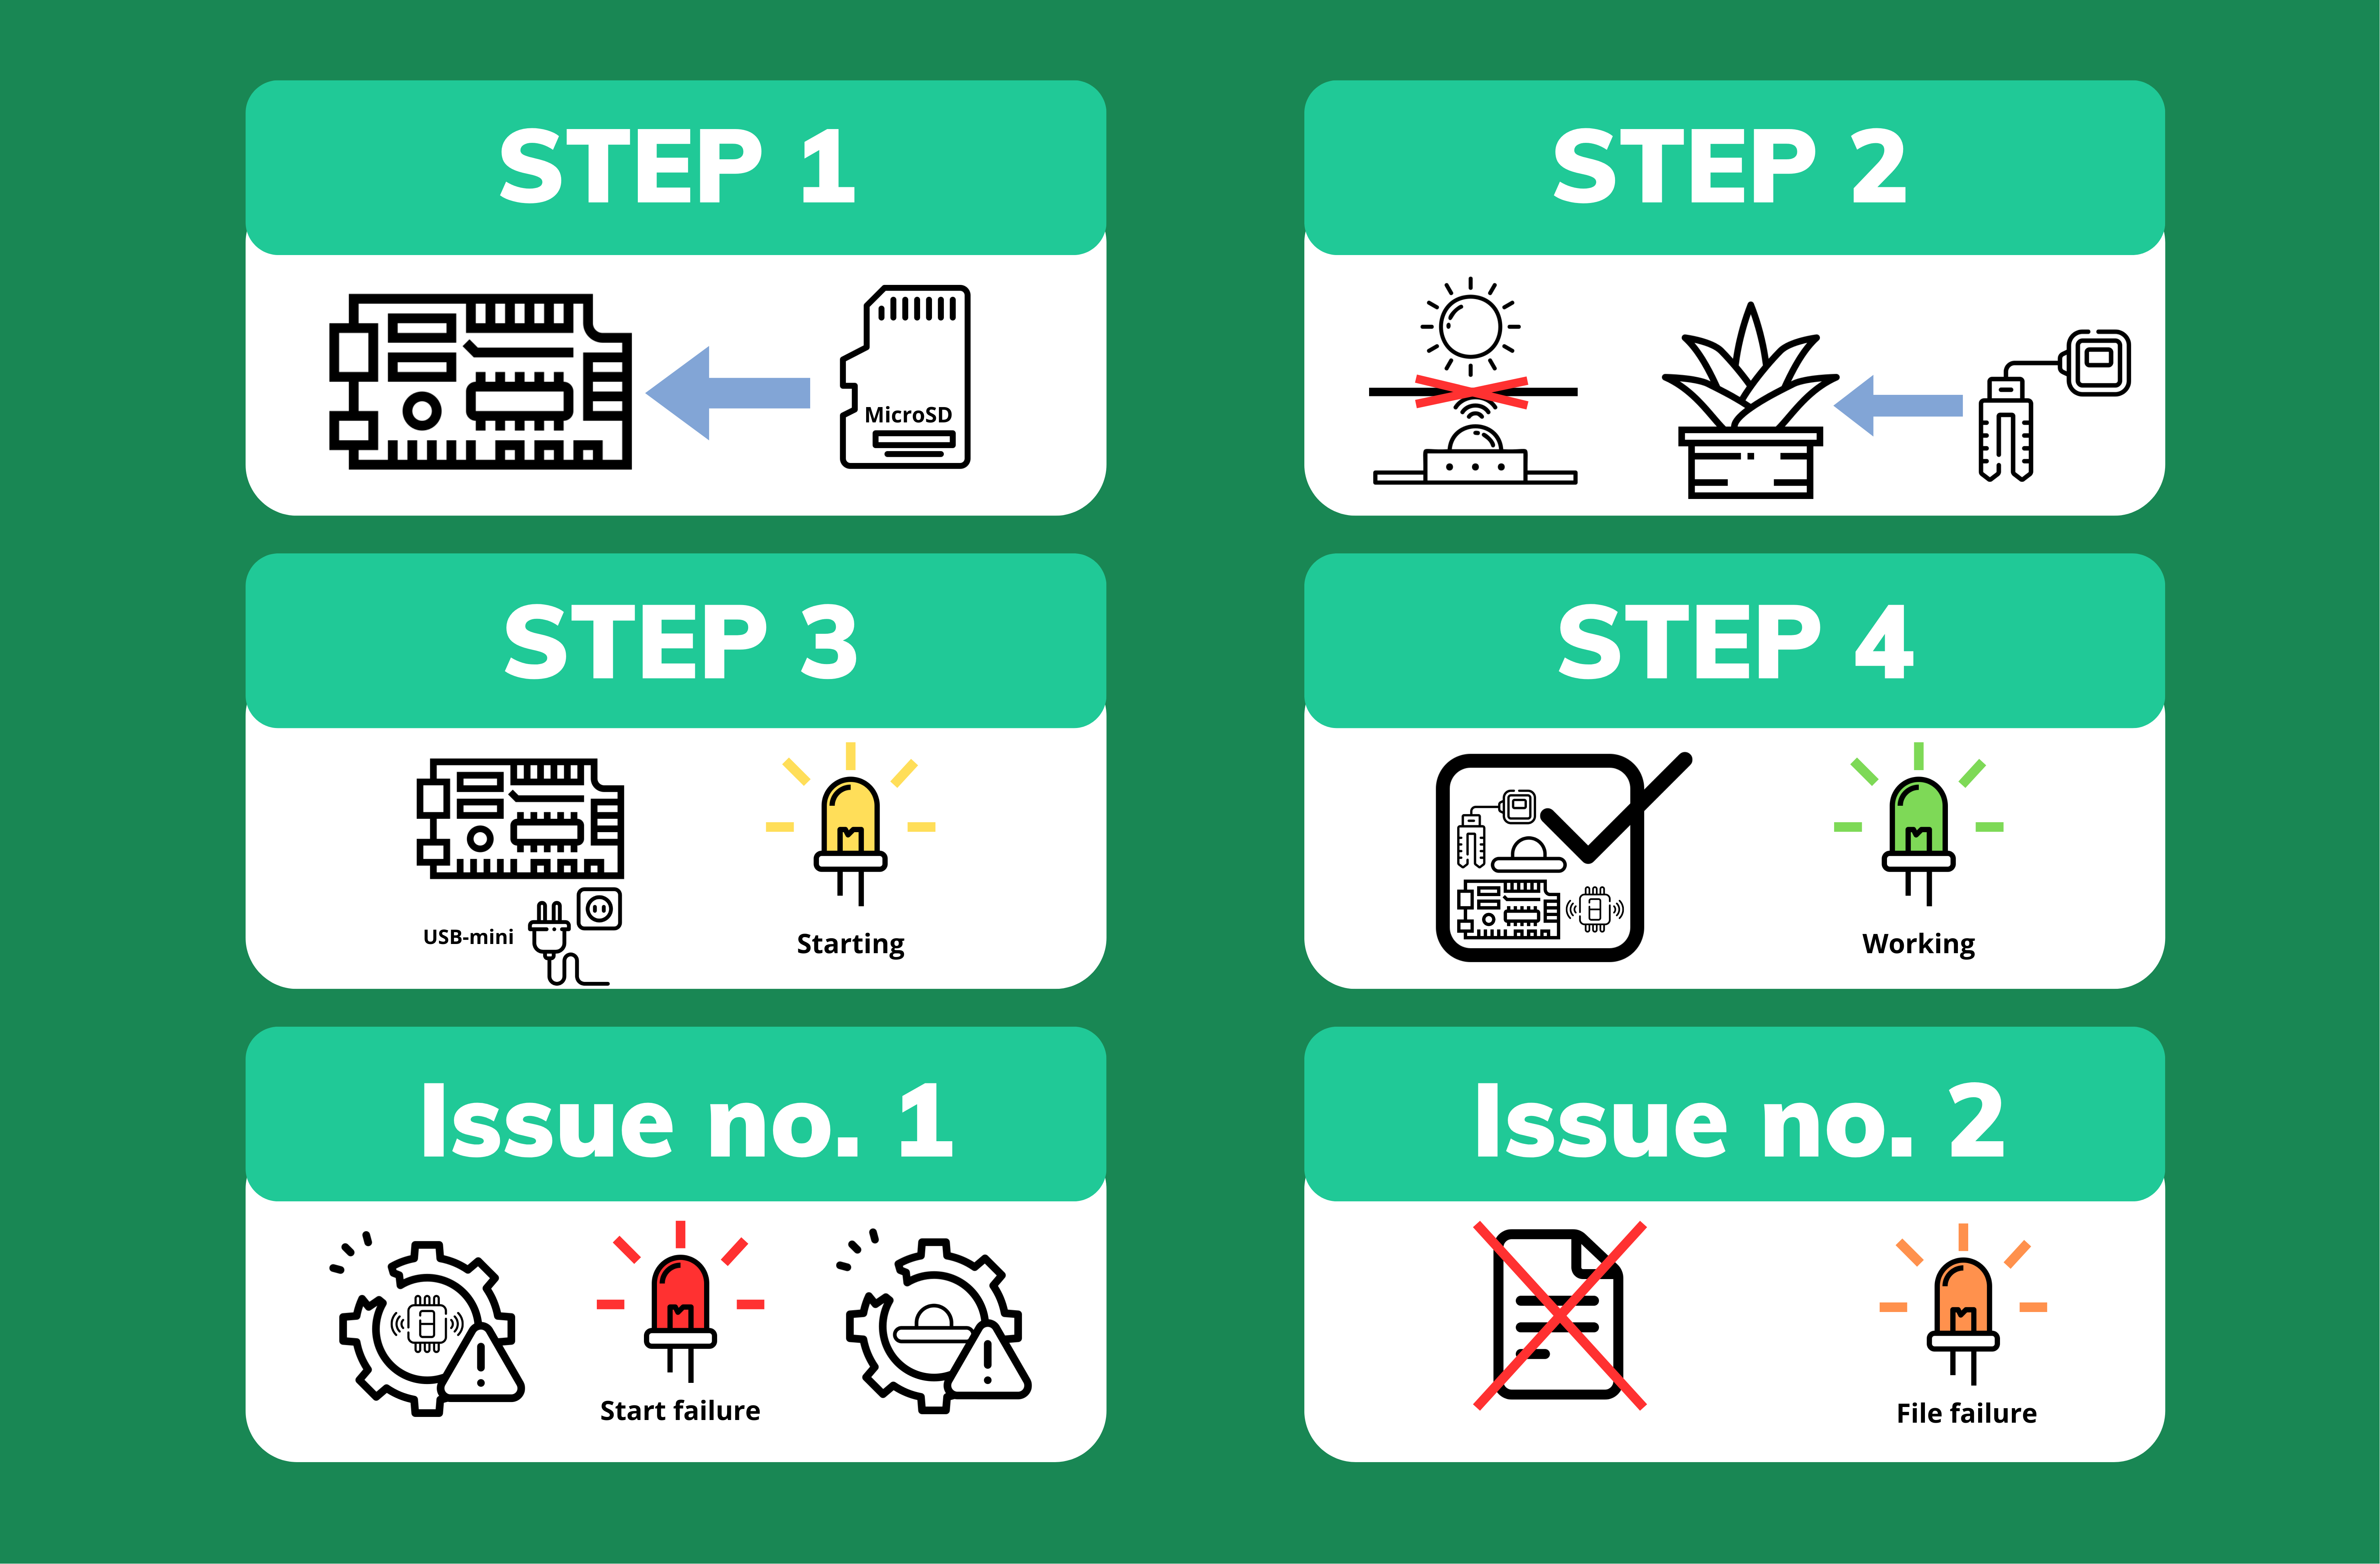 STEP 1
MicroSD
STEP 2
STEP 3
USB-mini
Starting
STEP 4
Working
Issue no. 1
Start failure
Issue no. 2
File failure